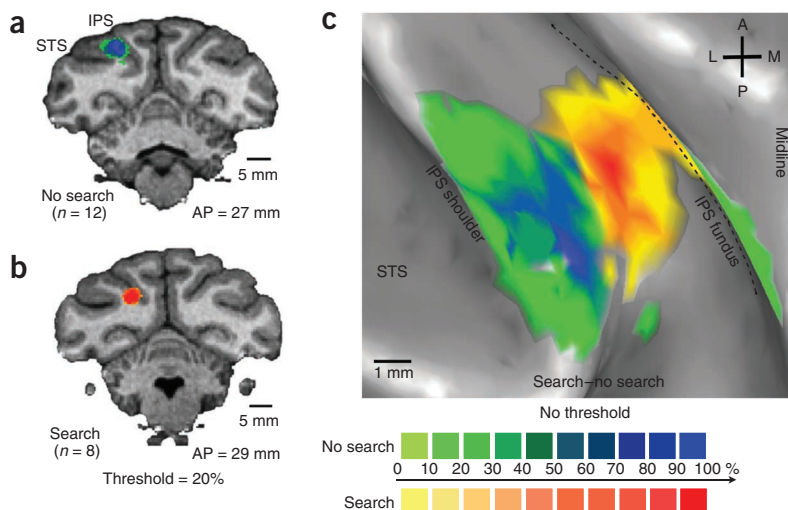 a
IPS
STS
5 mm
No search
(n = 12)
AP = 27 mm
b
5 mm
Search
(n = 8)
AP = 29 mm
Threshold = 20%
c
A
L
M
P
Midline
IPS shoulder
IPS fundus
STS
1 mm
Search–no search
No threshold
No search
0 10 20 30 40 50 60 70 80 90 100 %
Search